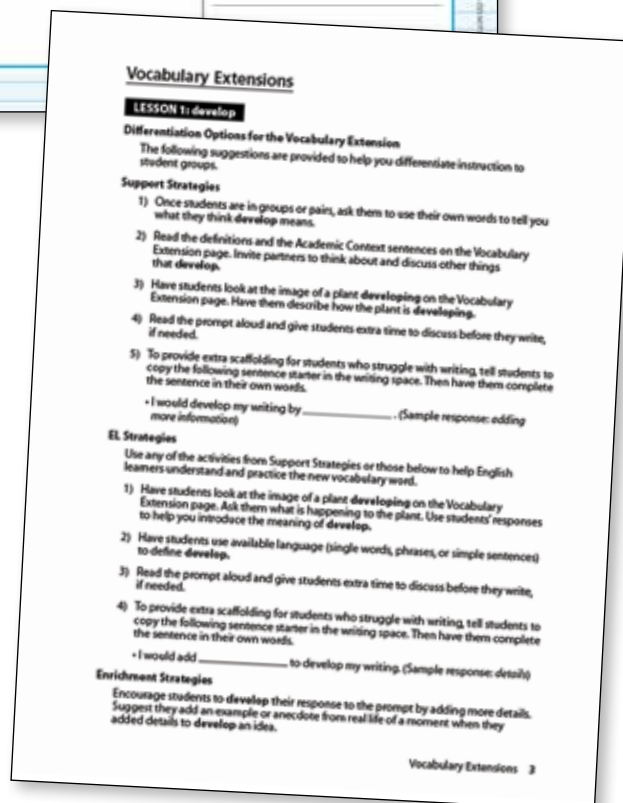 Vocabulary Extensions
LESSON 1: develop
Differentiation Options for the Vocabulary Extension
The following suggestions are provided to help you differentiate instruction to
student groups.
Support Strategies
1) Once students are in groups or pairs, ask them to use their own words to tell you
what they think develop means.
2) Read the definitions and the Academic Context sentences on the Vocabulary
Extension page. Invite partners to think about and discuss other things
that develop.
3) Have students look at the image of a plant developing on the Vocabulary
Extension page. Have them describe how the plant is developing.
4) Read the prompt aloud and give students extra time to discuss before they write,
if needed.
5) To provide extra scaffolding for students who struggle with writing, tell students to
copy the following sentence starter in the writing space. Then have them complete
the sentence in their own words.
• I would develop my writing by ______________. (Sample response: adding
more information)
EL Strategies
Use any of the activities from Support Strategies or those below to help English
learners understand and practice the new vocabulary word.
1) Have students look at the image of a plant developing on the Vocabulary
Extension page. Ask them what is happening to the plant. Use students' responses
to help you introduce the meaning of develop.
2) Have students use available language (single words, phrases, or simple sentences)
to define develop.
3) Read the prompt aloud and give students extra time to discuss before they write,
if needed.
4) To provide extra scaffolding for students who struggle with writing, tell students to
copy the following sentence starter in the writing space. Then have them complete
the sentence in their own words.
• I would add ______________ to develop my writing. (Sample response: details)
Enrichment Strategies
Encourage students to develop their response to the prompt by adding more details.
Suggest they add an example or anecdote from real life of a moment when they
added details to develop an idea.
Vocabulary Extensions 3